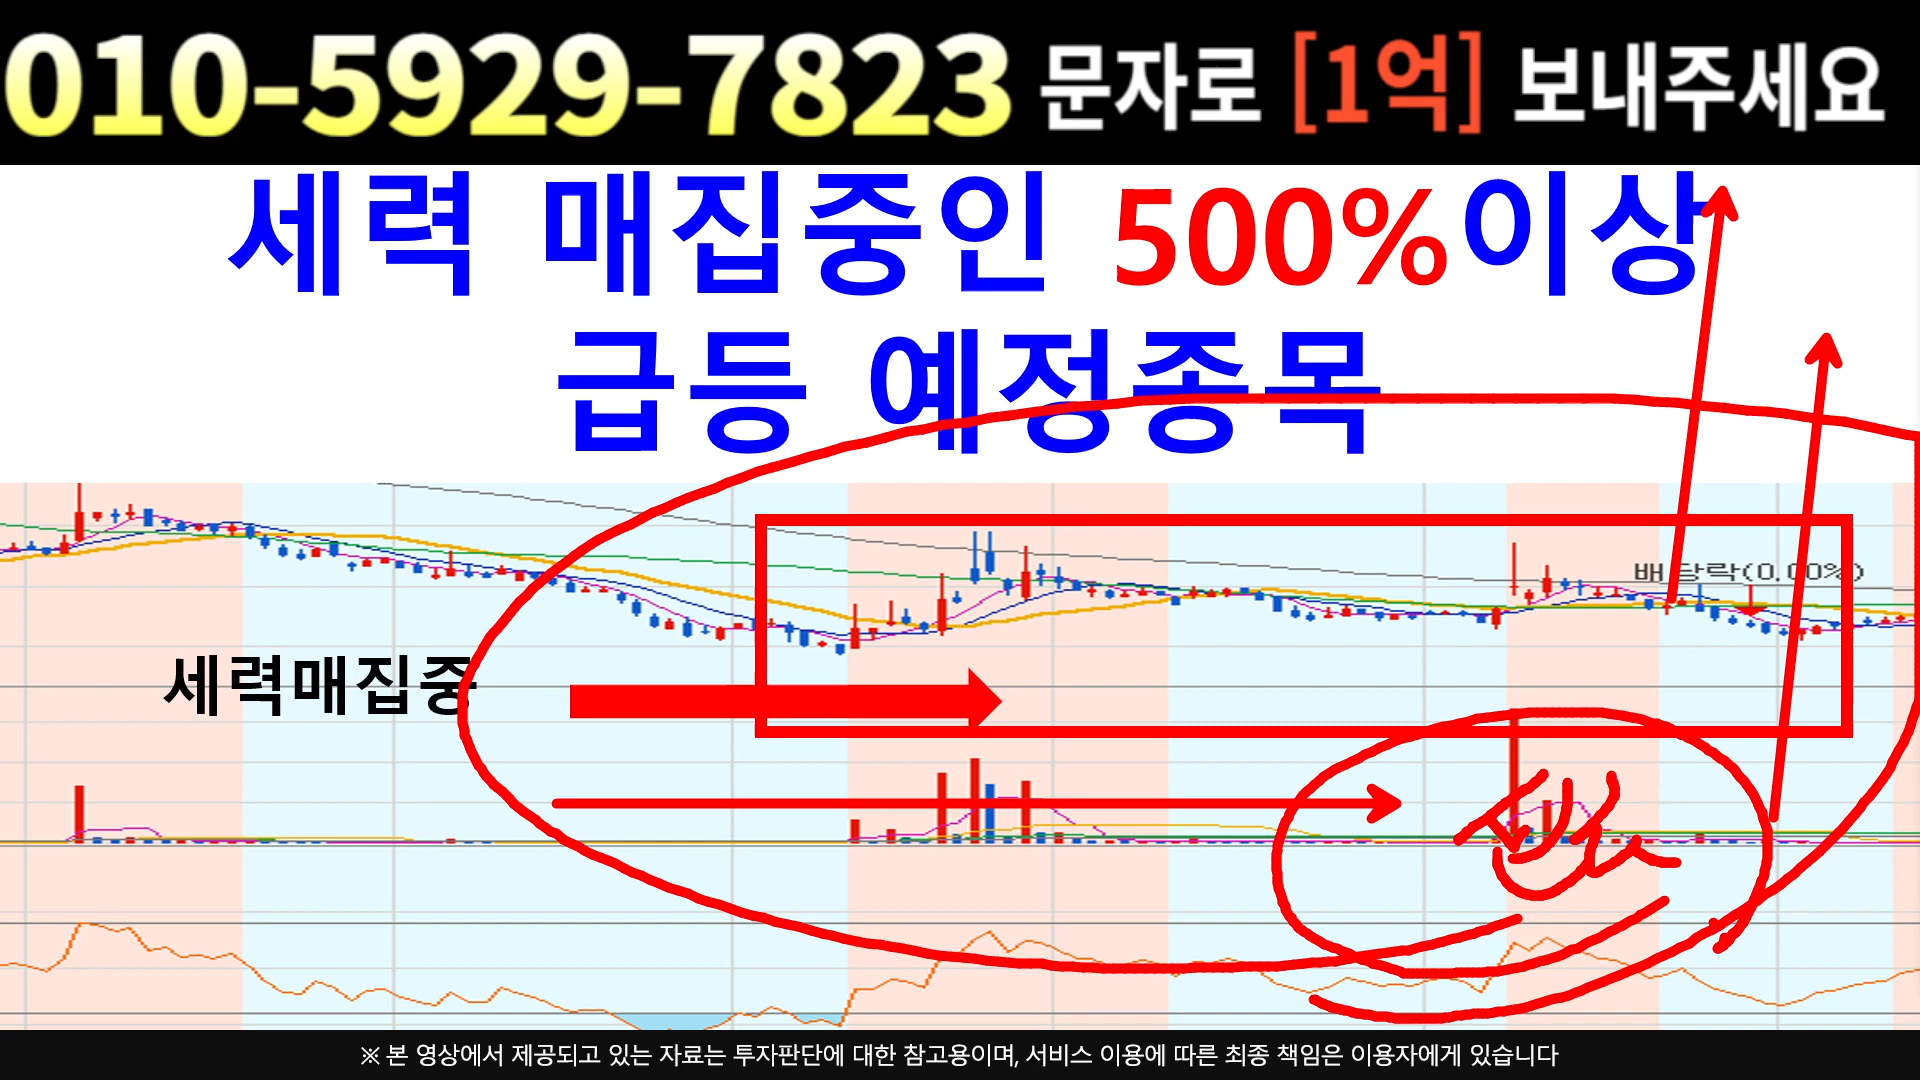 010-5929-7823 문자로 [1억] 보내주세요
세력 매집중인 500%이상
급등 예정종목
배당락(0.00%)
세력매집중
※ 본 영상에서 제공되고 있는 자료는 투자판단에 대한 참고용이며, 서비스 이용에 따른 최종 책임은 이용자에게 있습니다